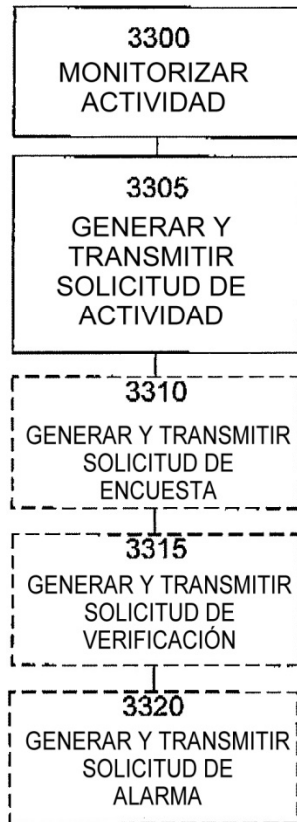 3300
MONITORIZAR
ACTIVIDAD
3305
GENERAR Y
TRANSMITIR
SOLICITUD DE
ACTIVIDAD
3310
GENERAR Y TRANSMITIR
SOLICITUD DE
ENCUESTA
3315
GENERAR Y TRANSMITIR
SOLICITUD DE
VERIFICACIÓN
3320
GENERAR Y TRANSMITIR
SOLICITUD DE
ALARMA